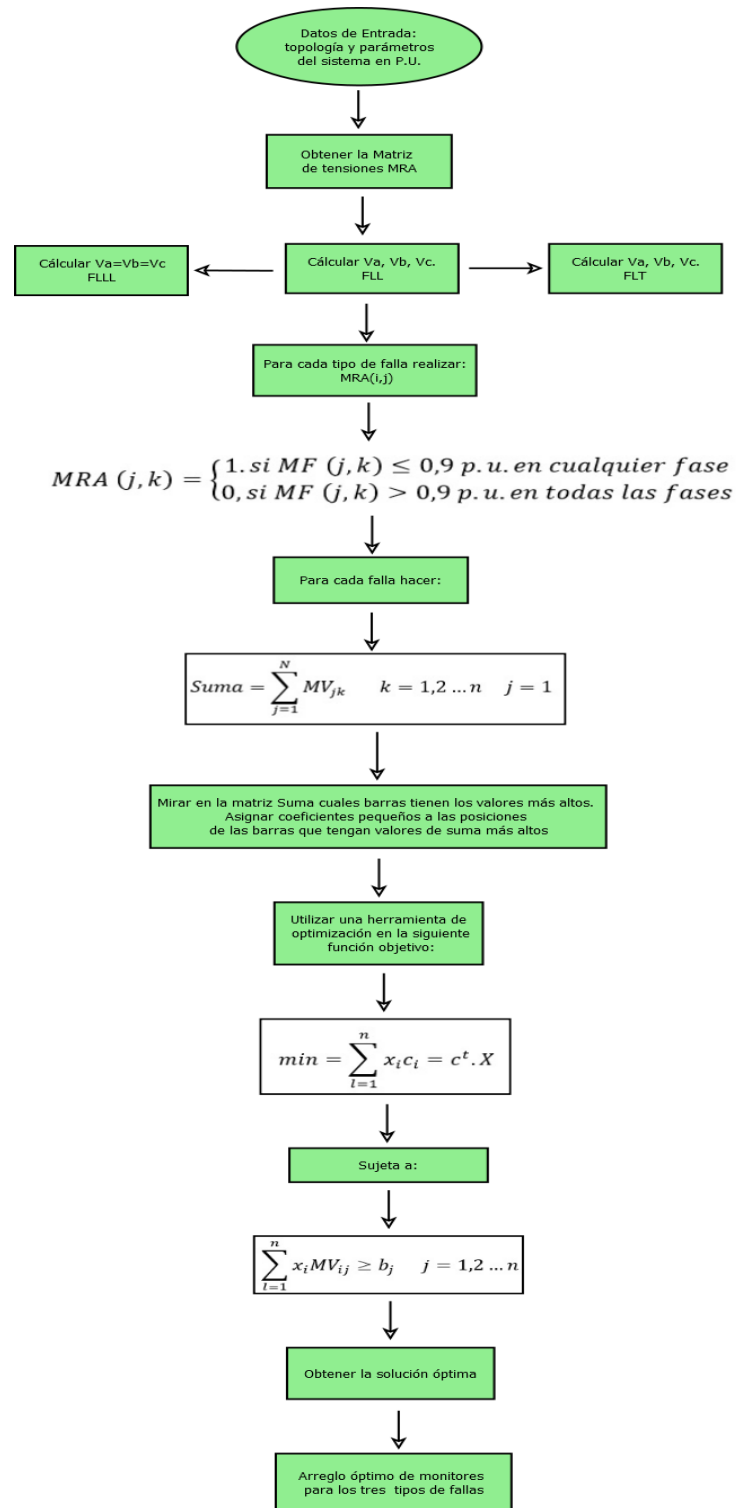 Datos de Entrada:
topología y parámetros
del sistema en P.U.
Obtener la Matriz
de tensiones MRA
Cálcular Va=Vb=Vc
FLLL
Cálcular Va, Vb, Vc.
FLL
Cálcular Va, Vb, Vc.
FLT
Para cada tipo de falla realizar:
MRA(i,j)
MRA (j, k) = {1. si MF (j, k) ≤ 0,9 p. u. en cualquier fase
0, si MF (j, k) > 0,9 p. u. en todas las fases
Para cada falla hacer:
Suma = ∑_{j=1}^{N} MV_{jk} k = 1,2 ... n j = 1
Mirar en la matriz Suma cuales barras tienen los valores más altos.
Asignar coeficientes pequeños a las posiciones
de las barras que tengan valores de suma más altos
Utilizar una herramienta de
optimización en la siguiente
función objetivo:
min = ∑_{l=1}^{n} x_i c_i = c^t. X
Sujeta a:
∑_{l=1}^{n} x_i MV_{ij} ≥ b_j j = 1,2 ... n
Obtener la solución óptima
Arreglo óptimo de monitores
para los tres tipos de fallas